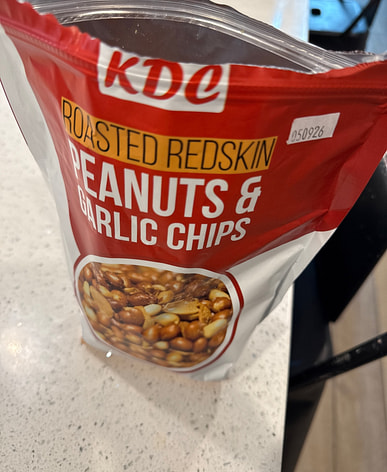 KDC
ROASTED REDSKIN
050926
PEANUTS &
GARLIC CHIPS